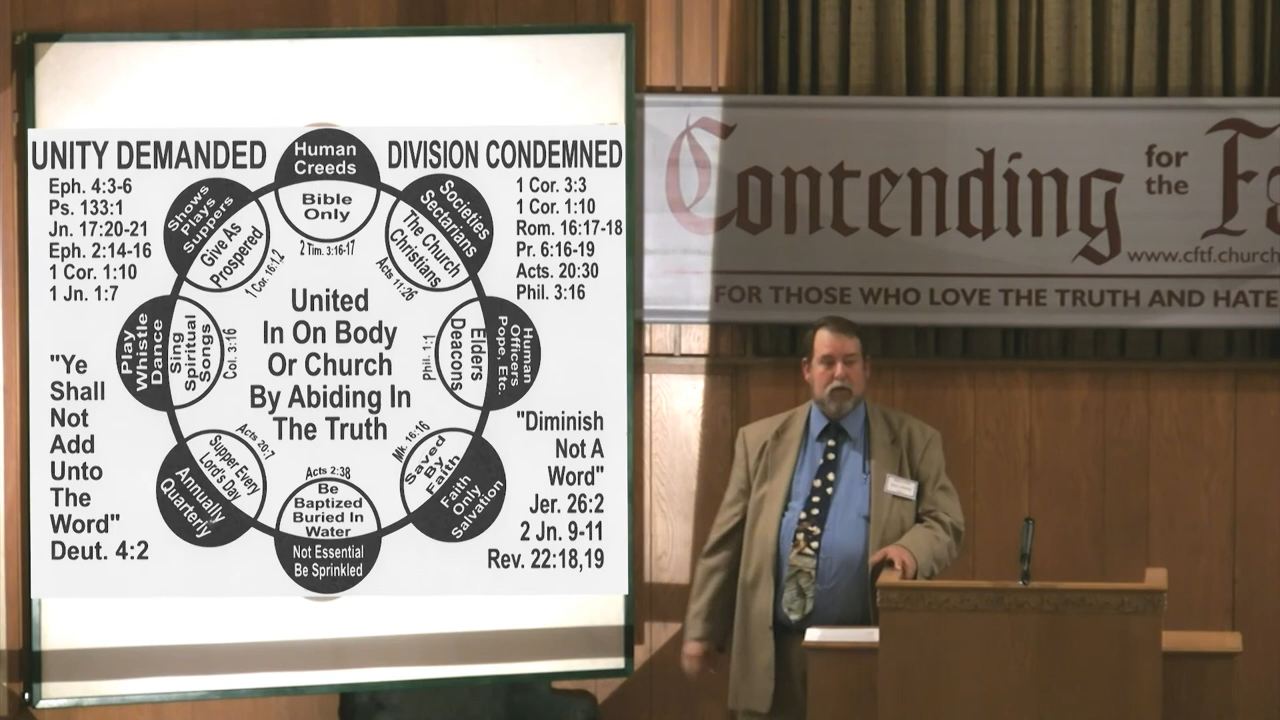 UNITY DEMANDED
DIVISION CONDEMNED
Eph. 4:3-6
Ps. 133:1
Jn. 17:20-21
Eph. 2:14-16
1 Cor. 1:10
1 Jn. 1:7
1 Cor. 3:3
1 Cor. 1:10
Rom. 16:17-18
Pr. 6:16-19
Acts. 20:30
Phil. 3:16
Human
Creeds
Bible
Only
2 Tim. 3:16-17
Societies
Sectarians
The Church
Christians
Acts 11:26
Human
Officers
Pope, Etc.
Elders
Deacons
Phil. 1:1
Faith
Only
Salvation
Saved
By
Faith
Mk. 16:16
Acts 2:38
Be
Baptized
Buried In
Water
Not Essential
Be Sprinkled
Acts 20:7
Supper Every
Lord's Day
Annually
Quarterly
Play
Whistle
Dance
Sing
Spiritual
Songs
Col. 3:16
Shows
Plays
Suppers
Give As
Prospered
1 Cor. 16:1,2
United
In On Body
Or Church
By Abiding In
The Truth
"Ye
Shall
Not
Add
Unto
The
Word"
Deut. 4:2
"Diminish
Not A
Word"
Jer. 26:2
2 Jn. 9-11
Rev. 22:18,19
Contending for the
www.cftf.church
FOR THOSE WHO LOVE THE TRUTH AND HATE